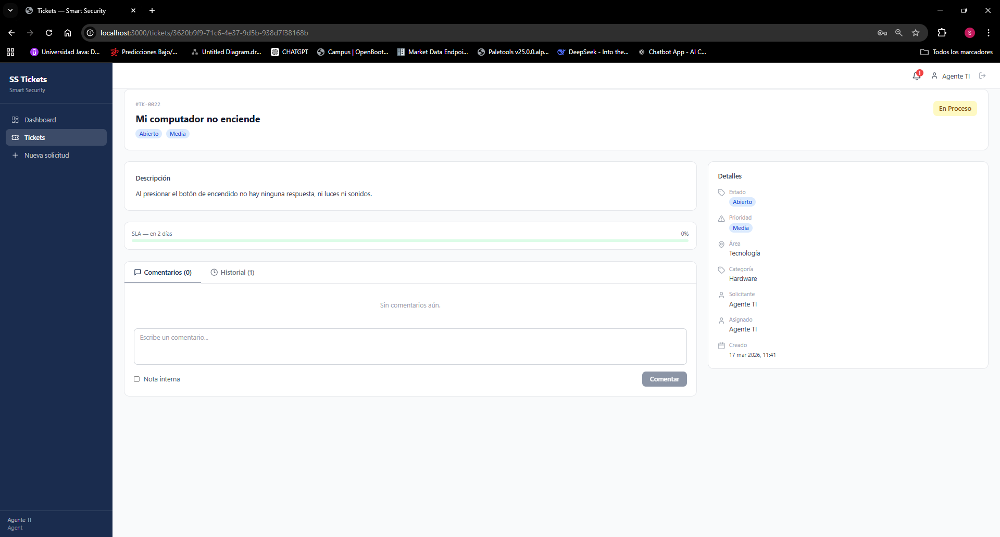 Tickets — Smart Security
localhost:3000/tickets/3620b9f9-71c6-4e37-9d5b-938d7f38168b
S
Universidad Java: D...
Predicciones Bajo/...
Untitled Diagram.dr...
CHATGPT
Campus | OpenBoot...
Market Data Endpoi...
Paletools v25.0.0.alp...
DeepSeek - Into the...
Chatbot App - AI C...
Todos los marcadores
SS Tickets
Smart Security
Dashboard
Tickets
Nueva solicitud
Agente TI
Agent
1
Agente TI
#TK-0022
Mi computador no enciende
Abierto
Media
En Proceso
Descripción
Al presionar el botón de encendido no hay ninguna respuesta, ni luces ni sonidos.
SLA — en 2 días
0%
Comentarios (0)
Historial (1)
Sin comentarios aún.
Escribe un comentario...
Nota interna
Comentar
Detalles
Estado
Abierto
Prioridad
Media
Área
Tecnología
Categoría
Hardware
Solicitante
Agente TI
Asignado
Agente TI
Creado
17 mar 2026, 11:41